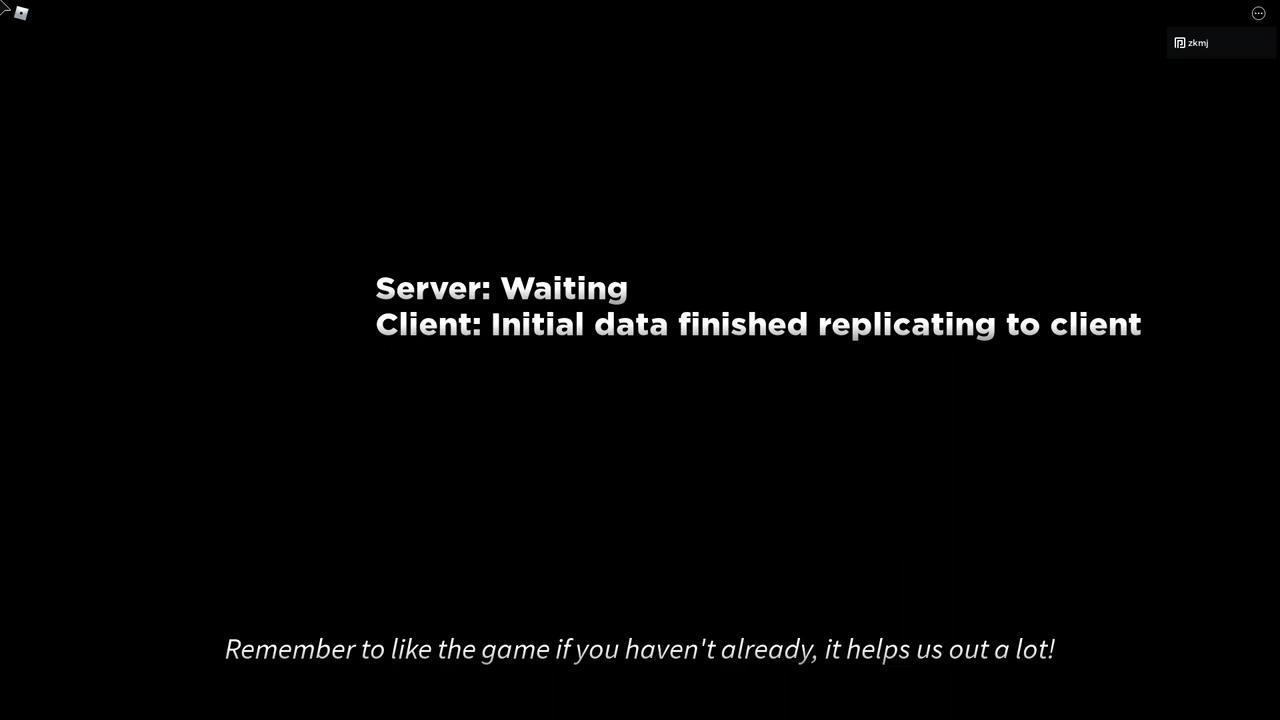 zkmj
Server: Waiting
Client: Initial data finished replicating to client
Remember to like the game if you haven't already, it helps us out a lot!